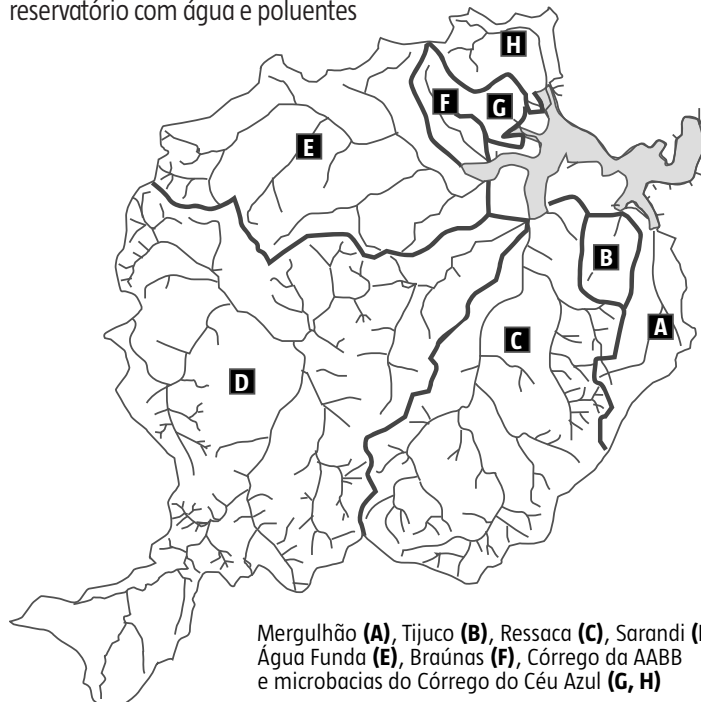 reservatório com água e poluentes
H
F
G
E
B
A
C
D
Mergulhão (A), Tijuco (B), Ressaca (C), Sarandi
Água Funda (E), Braúnas (F), Córrego da AABB
e microbacias do Córrego do Céu Azul (G, H)